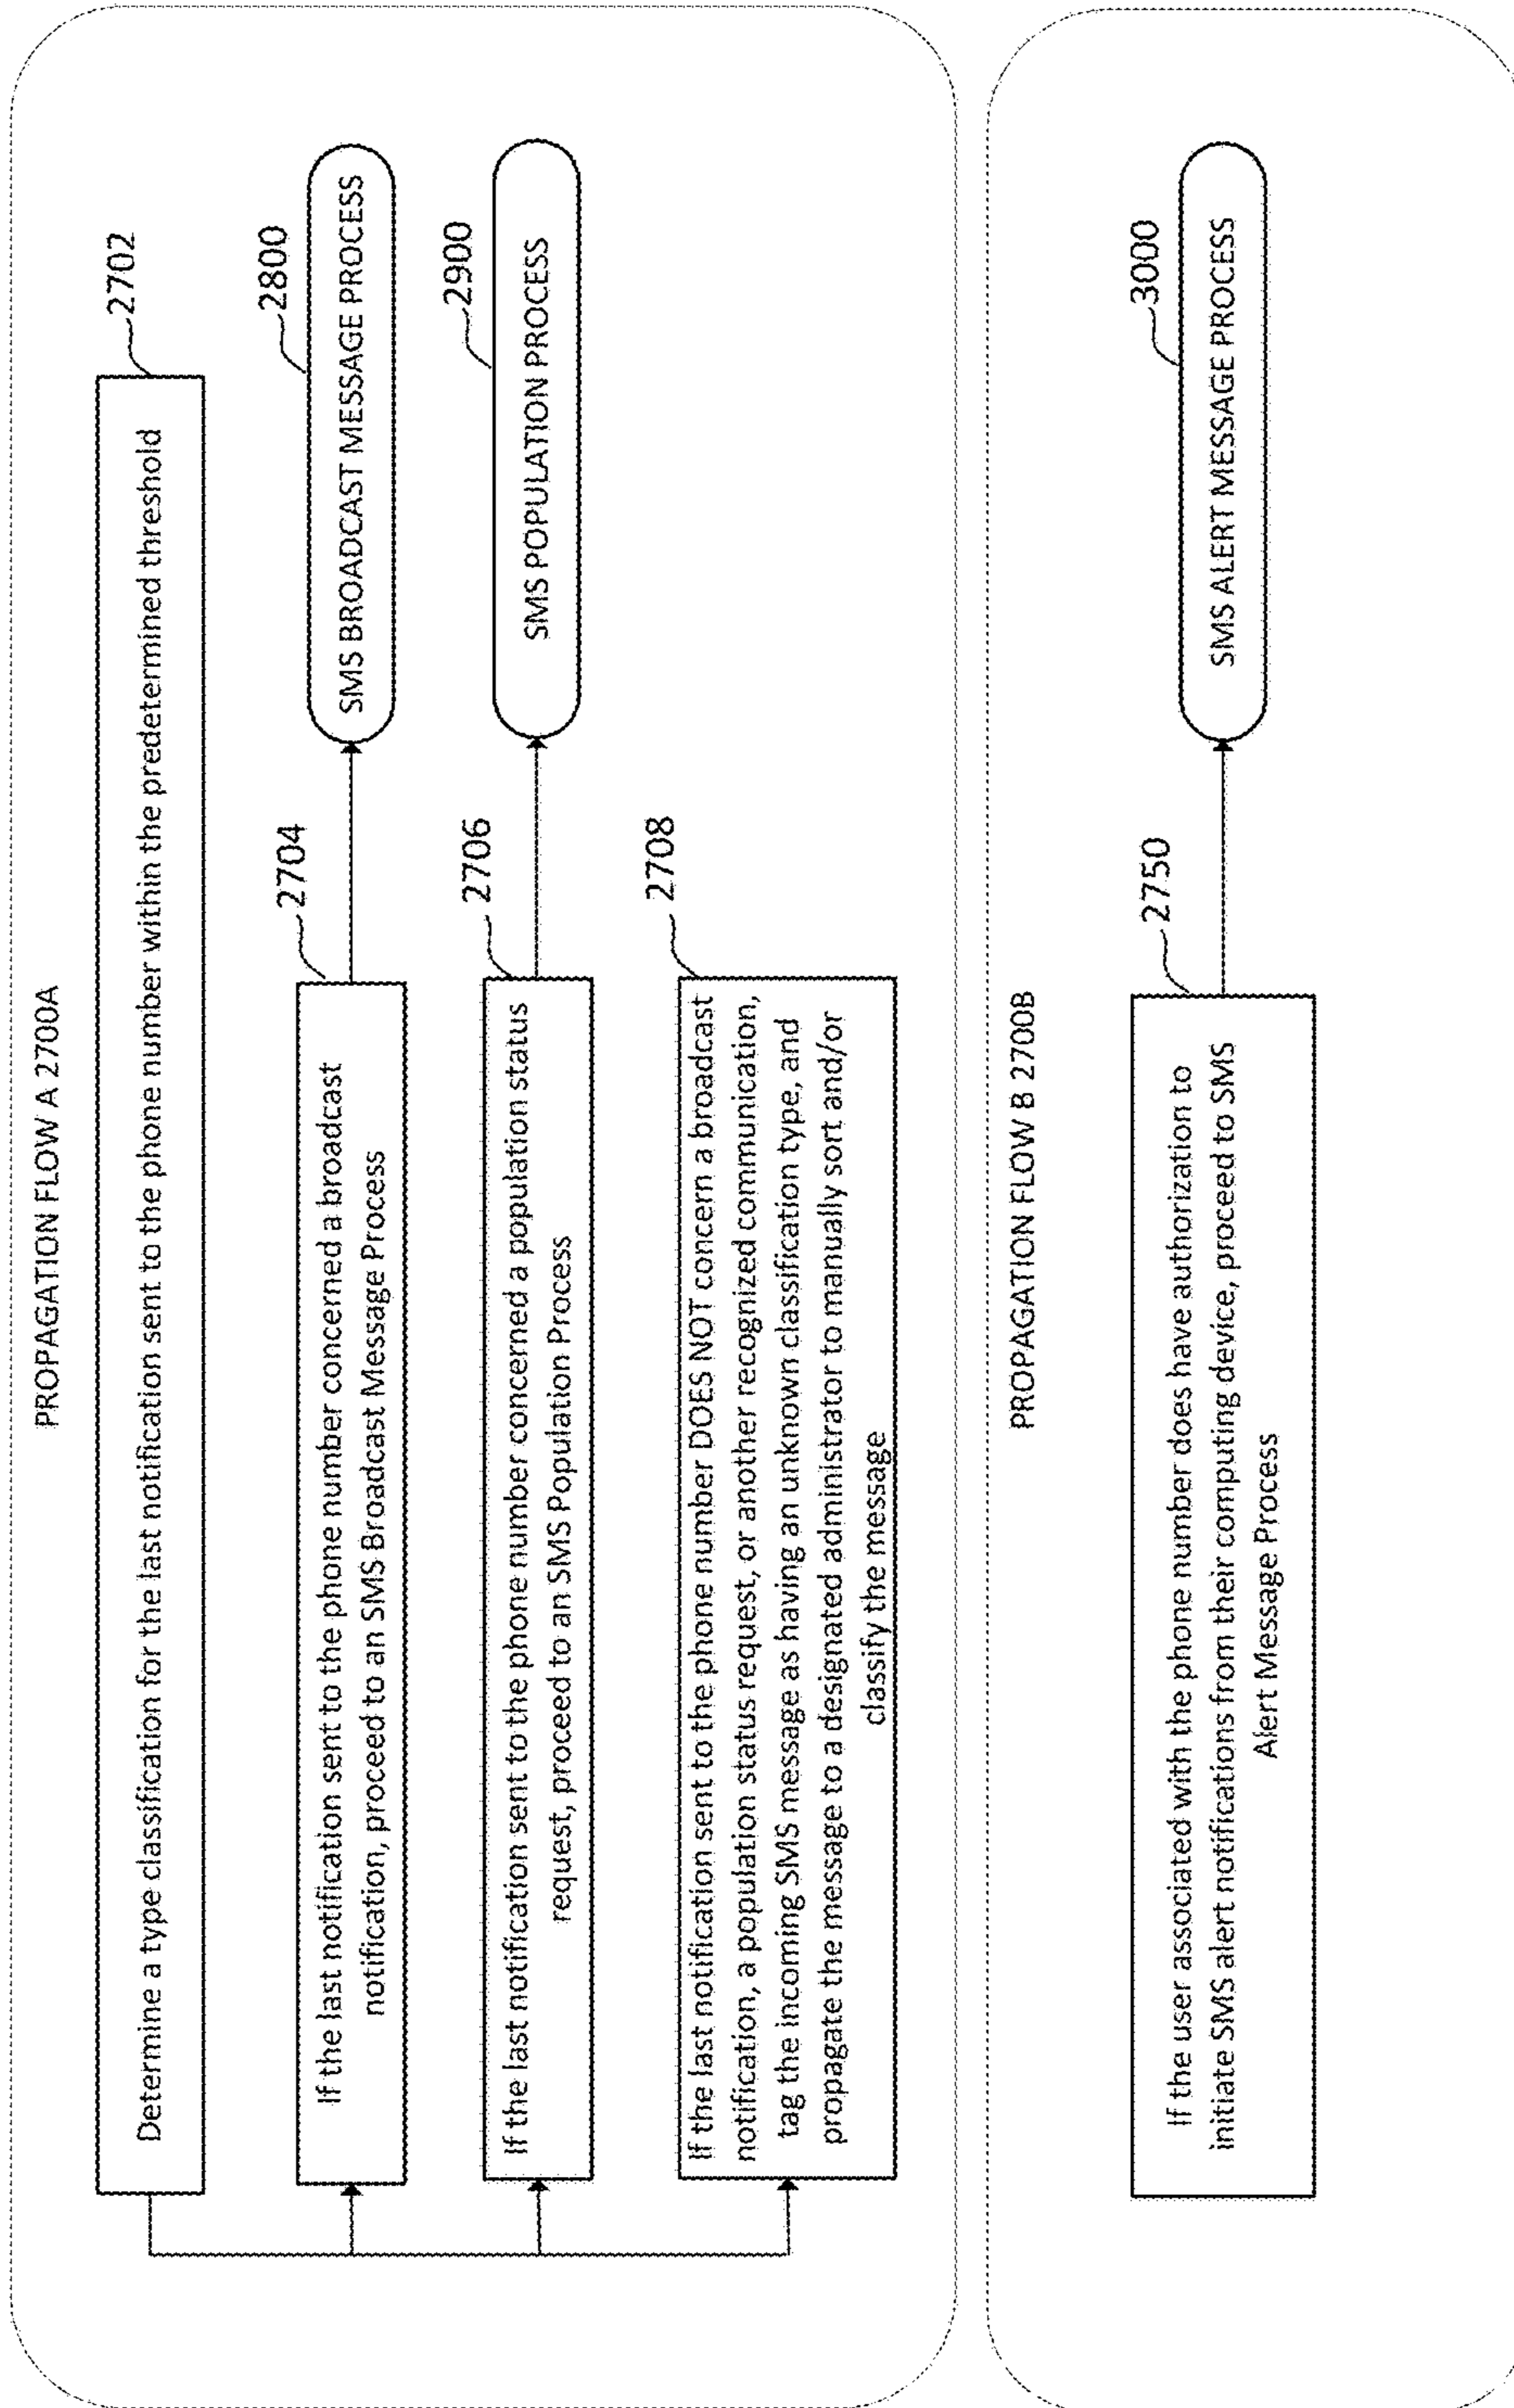 PROPAGATION FLOW A 2700A
2702
Determine a type classification for the last notification sent to the phone number within the predetermined threshold
2704
If the last notification sent to the phone number concerned a broadcast
notification, proceed to an SMS Broadcast Message Process
2800
SMS BROADCAST MESSAGE PROCESS
2706
If the last notification sent to the phone number concerned a population status
request, proceed to an SMS Population Process
2900
SMS POPULATION PROCESS
2708
If the last notification sent to the phone number DOES NOT concern a broadcast
notification, a population status request, or another recognized communication,
tag the incoming SMS message as having an unknown classification type, and
propagate the message to a designated administrator to manually sort and/or
classify the message
PROPAGATION FLOW B 2700B
2750
If the user associated with the phone number does have authorization to
initiate SMS alert notifications from their computing device, proceed to SMS
Alert Message Process
3000
SMS ALERT MESSAGE PROCESS